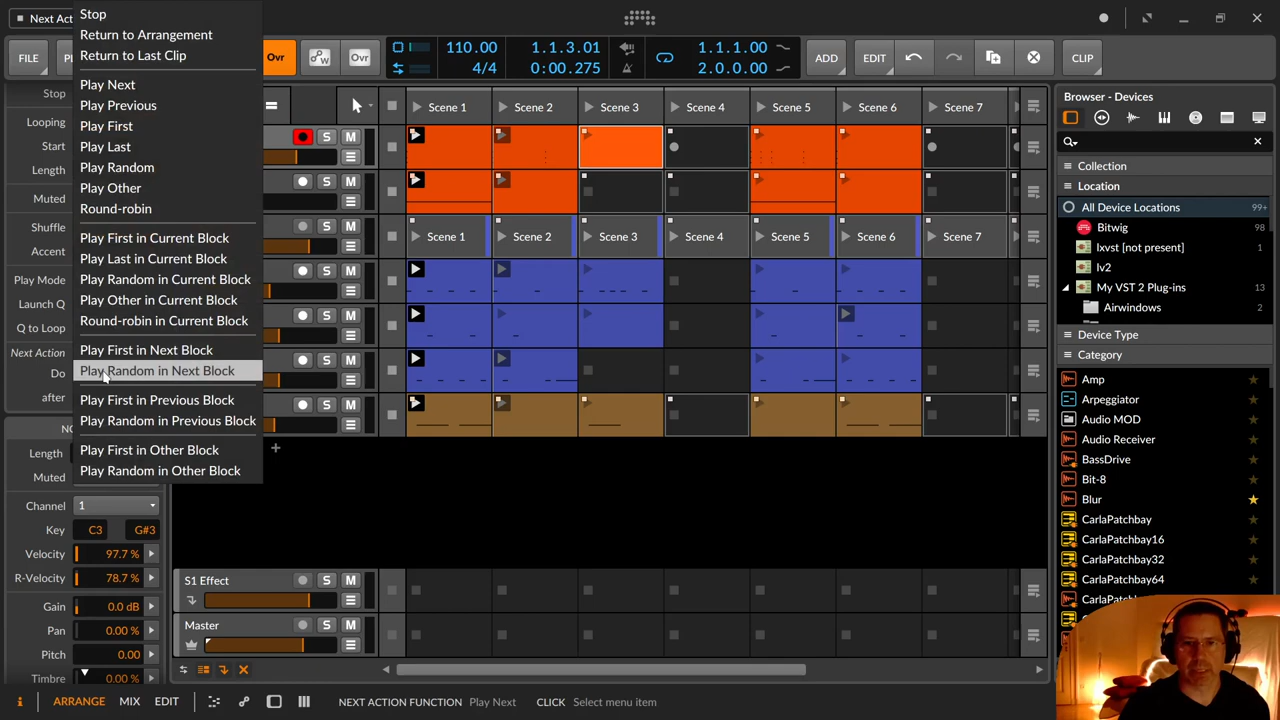 Next Ac
Stop
Return to Arrangement
Return to Last Clip
Play Next
Play Previous
Play First
Play Last
Play Random
Play Other
Round-robin
Play First in Current Block
Play Last in Current Block
Play Random in Current Block
Play Other in Current Block
Round-robin in Current Block
Play First in Next Block
Play Random in Next Block
Play First in Previous Block
Play Random in Previous Block
Play First in Other Block
Play Random in Other Block
FILE
PL
Ovr
Ovr
110.00
4/4
1.1.3.01
0:00.275
1.1.1.00
2.0.0.00
ADD
EDIT
CLIP
Stop
Looping
Start
Length
Muted
Shuffle
Accent
Play Mode
Launch Q
Q to Loop
Next Action
Do
after
NO
Length
Muted
Channel
1
Key
C3
G#3
Velocity
97.7 %
R-Velocity
78.7 %
Gain
0.0 dB
Pan
0.00 %
Pitch
0.00
Timbre
0.00 %
Scene 1
Scene 2
Scene 3
Scene 4
Scene 5
Scene 6
Scene 7
S M
S M
Scene 1
Scene 2
Scene 3
Scene 4
Scene 5
Scene 6
Scene 7
S M
S M
S M
S M
S M
+
S1 Effect
S M
Master
S M
Browser - Devices
Collection
Location
All Device Locations
99+
Bitwig
98
lxvst [not present]
lv2
My VST 2 Plug-ins
13
Airwindows
2
Device Type
Category
Amp
Arpeggiator
Audio MOD
Audio Receiver
BassDrive
Bit-8
Blur
CarlaPatchbay
CarlaPatchbay16
CarlaPatchbay32
CarlaPatchbay64
i
ARRANGE
MIX
EDIT
NEXT ACTION FUNCTION
Play Next
CLICK
Select menu item